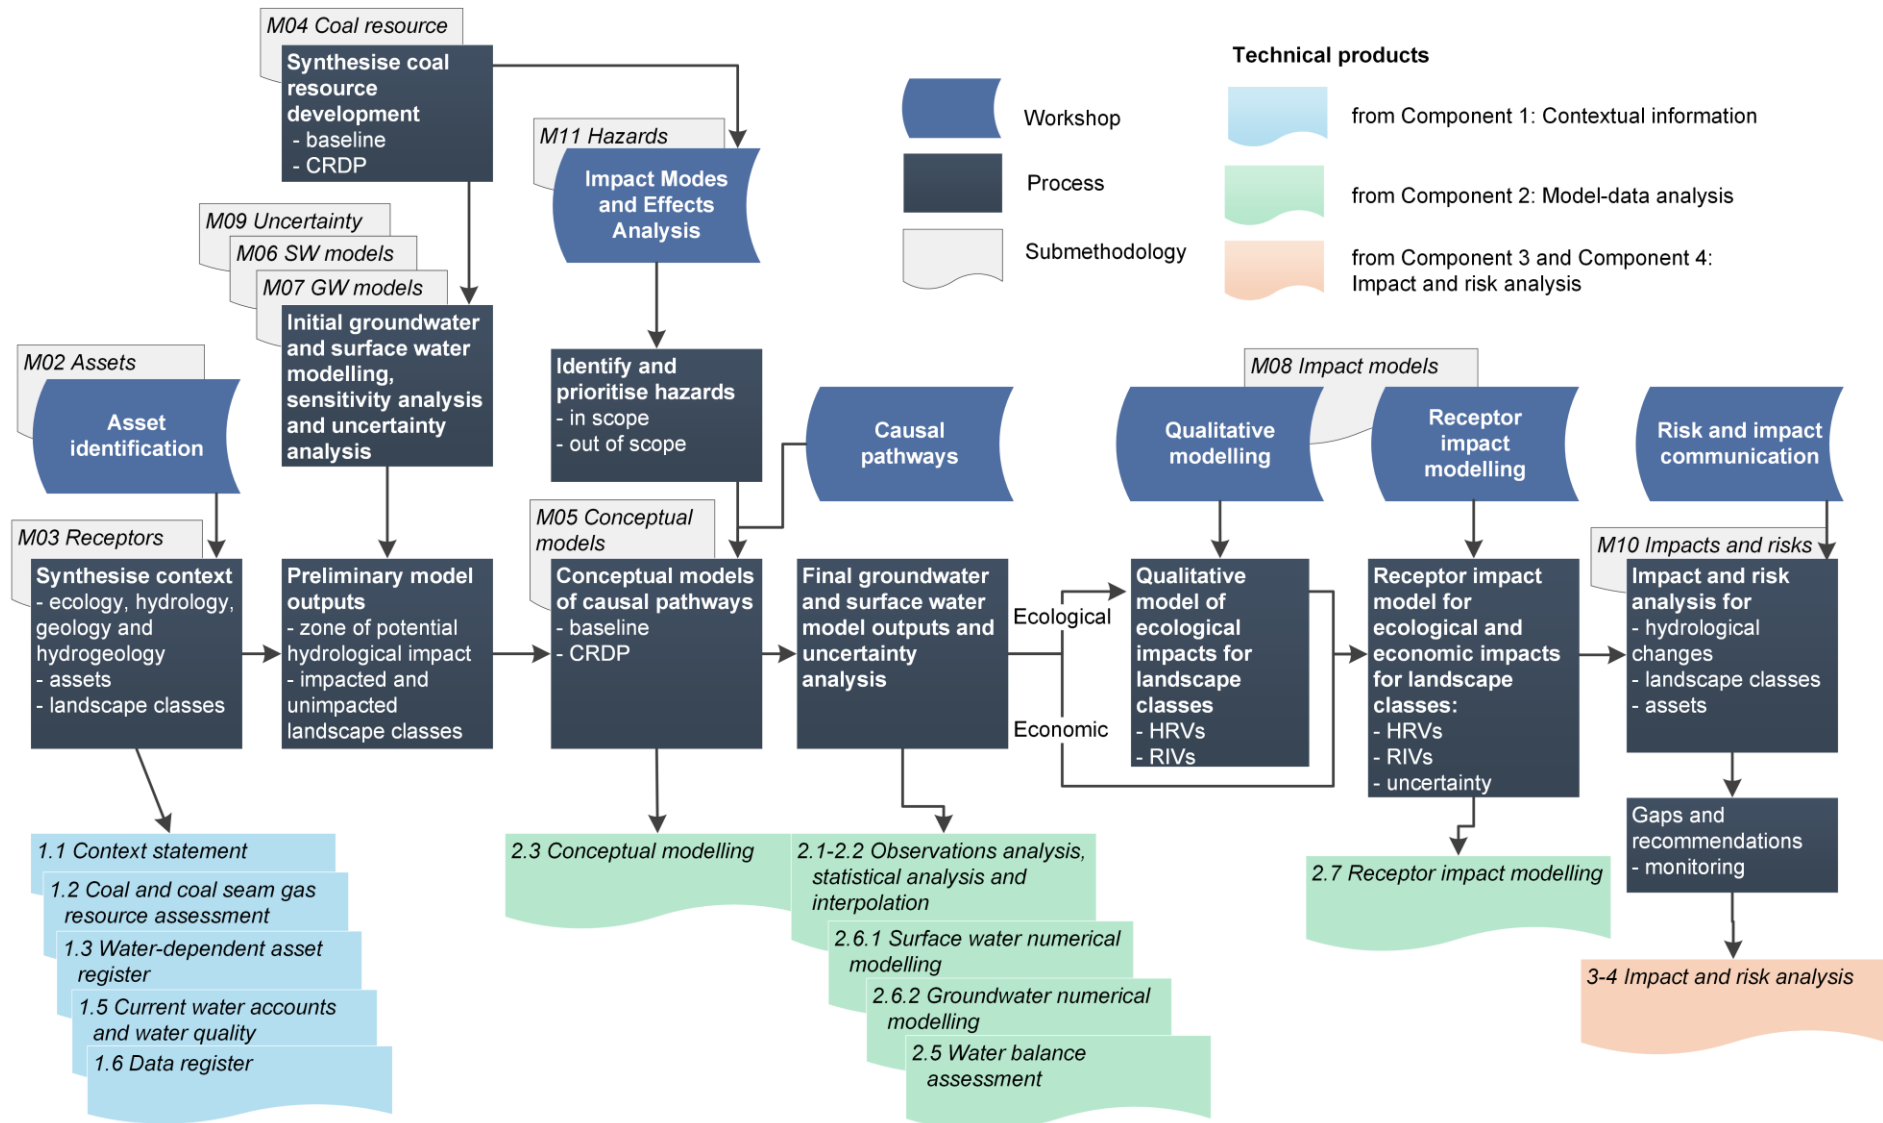 M04 Coal resource
Synthesise coal
resource
development
- baseline
- CRDP
M11 Hazards
Impact Modes
and Effects
Analysis
Workshop
Process
Submethodology
Technical products
from Component 1: Contextual information
from Component 2: Model-data analysis
from Component 3 and Component 4:
Impact and risk analysis
M09 Uncertainty
M06 SW models
M07 GW models
Initial groundwater
and surface water
modelling,
sensitivity analysis
and uncertainty
analysis
M02 Assets
Asset
identification
Identify and
prioritise hazards
- in scope
- out of scope
Causal
pathways
M08 Impact models
Qualitative
modelling
Receptor
impact
modelling
Risk and impact
communication
M03 Receptors
Synthesise context
- ecology, hydrology,
geology and
hydrogeology
- assets
- landscape classes
Preliminary model
outputs
- zone of potential
hydrological impact
- impacted and
unimpacted
landscape classes
M05 Conceptual
models
Conceptual models
of causal pathways
- baseline
- CRDP
Final groundwater
and surface water
model outputs and
uncertainty
analysis
Ecological
Economic
Qualitative
model of
ecological
impacts for
landscape
classes
- HRVs
- RIVs
Receptor impact
model for
ecological and
economic impacts
for landscape
classes:
- HRVs
- RIVs
- uncertainty
M10 Impacts and risks
Impact and risk
analysis for
- hydrological
changes
- landscape classes
- assets
Gaps and
recommendations
- monitoring
1.1 Context statement
1.2 Coal and coal seam gas
resource assessment
1.3 Water-dependent asset
register
1.5 Current water accounts
and water quality
1.6 Data register
2.3 Conceptual modelling
2.1-2.2 Observations analysis,
statistical analysis and
interpolation
2.6.1 Surface water numerical
modelling
2.6.2 Groundwater numerical
modelling
2.5 Water balance
assessment
2.7 Receptor impact modelling
3-4 Impact and risk analysis